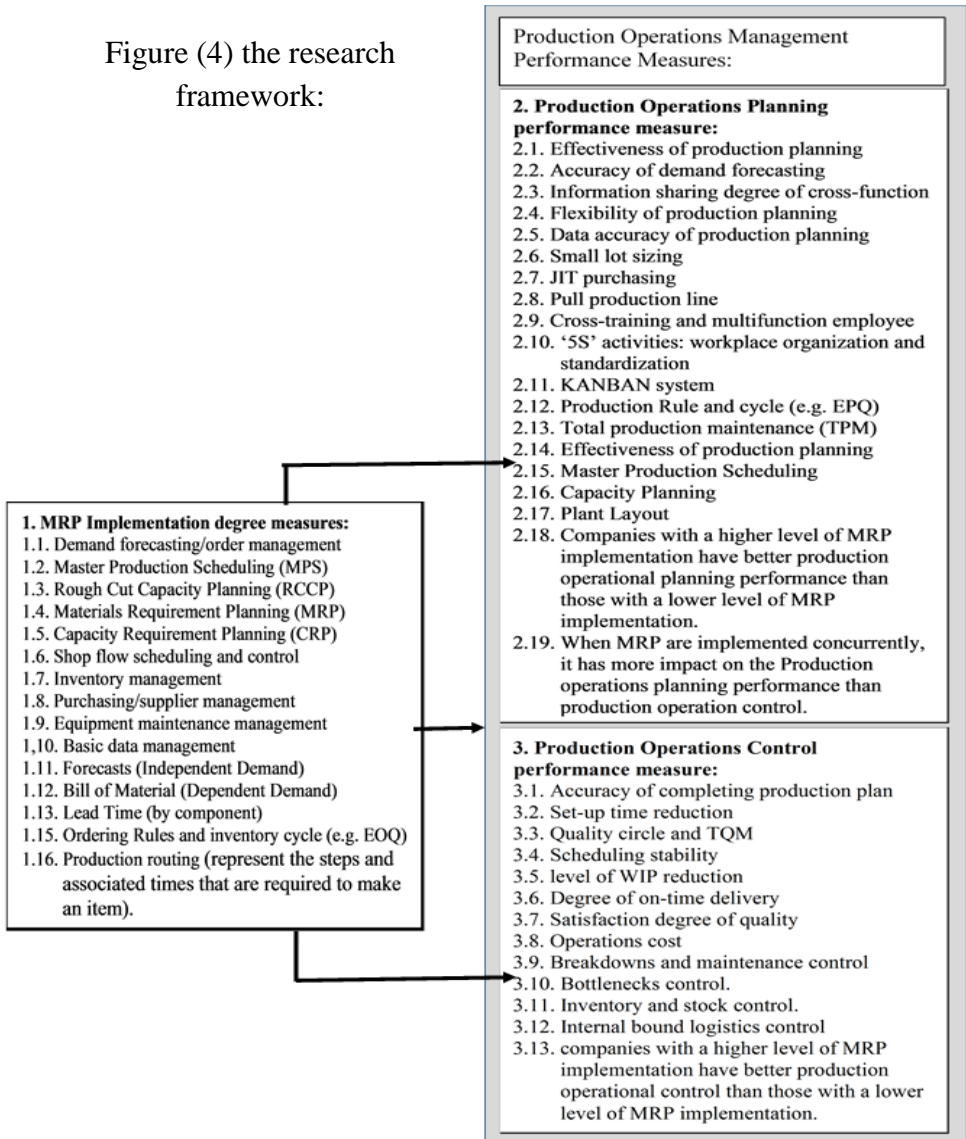 Figure (4) the research
framework:
Production Operations Management
Performance Measures:
2. Production Operations Planning
performance measure:
2.1. Effectiveness of production planning
2.2. Accuracy of demand forecasting
2.3. Information sharing degree of cross-function
2.4. Flexibility of production planning
2.5. Data accuracy of production planning
2.6. Small lot sizing
2.7. JIT purchasing
2.8. Pull production line
2.9. Cross-training and multifunction employee
2.10. ‘5S’ activities: workplace organization and
standardization
2.11. KANBAN system
2.12. Production Rule and cycle (e.g. EPQ)
2.13. Total production maintenance (TPM)
2.14. Effectiveness of production planning
2.15. Master Production Scheduling
2.16. Capacity Planning
2.17. Plant Layout
2.18. Companies with a higher level of MRP
implementation have better production
operational planning performance than
those with a lower level of MRP
implementation.
2.19. When MRP are implemented concurrently,
it has more impact on the Production
operations planning performance than
production operation control.
1. MRP Implementation degree measures:
1.1. Demand forecasting/order management
1.2. Master Production Scheduling (MPS)
1.3. Rough Cut Capacity Planning (RCCP)
1.4. Materials Requirement Planning (MRP)
1.5. Capacity Requirement Planning (CRP)
1.6. Shop flow scheduling and control
1.7. Inventory management
1.8. Purchasing/supplier management
1.9. Equipment maintenance management
1,10. Basic data management
1.11. Forecasts (Independent Demand)
1.12. Bill of Material (Dependent Demand)
1.13. Lead Time (by component)
1.15. Ordering Rules and inventory cycle (e.g. EOQ)
1.16. Production routing (represent the steps and
associated times that are required to make
an item).
3. Production Operations Control
performance measure:
3.1. Accuracy of completing production plan
3.2. Set-up time reduction
3.3. Quality circle and TQM
3.4. Scheduling stability
3.5. level of WIP reduction
3.6. Degree of on-time delivery
3.7. Satisfaction degree of quality
3.8. Operations cost
3.9. Breakdowns and maintenance control
3.10. Bottlenecks control.
3.11. Inventory and stock control.
3.12. Internal bound logistics control
3.13. companies with a higher level of MRP
implementation have better production
operational control than those with a lower
level of MRP implementation.